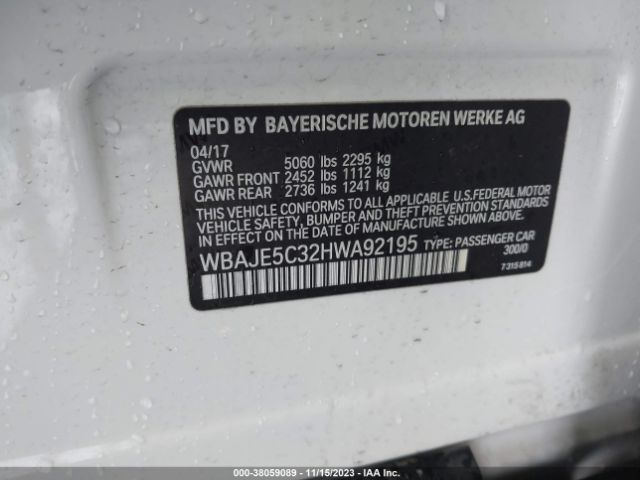 MFD BY BAYERISCHE MOTOREN WERKE AG
04/17
GVWR 5060 lbs 2295 kg
GAWR FRONT 2452 lbs 1112 kg
GAWR REAR 2736 lbs 1241 kg
THIS VEHICLE CONFORMS TO ALL APPLICABLE U.S.FEDERAL MOTOR
VEHICLE SAFETY, BUMPER AND THEFT PREVENTION STANDARDS IN
EFFECT ON THE DATE OF MANUFACTURE SHOWN ABOVE.
WBAJE5C32HWA92195 TYPE: PASSENGER CAR
300/0
7315814
000-38059089 - 11/15/2023 - IAA Inc.